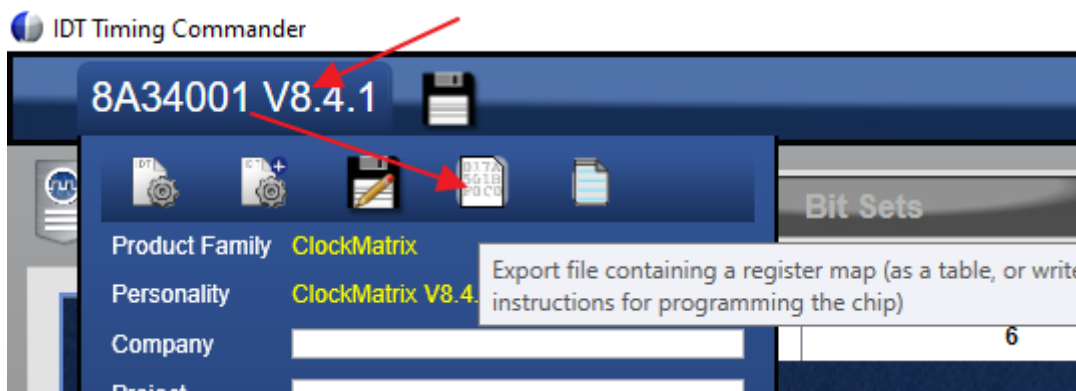 IDT Timing Commander
8A34001 V8.4.1
Bit Sets
Product Family ClockMatrix
Export file containing a register map (as a table, or write
instructions for programming the chip)
Personality ClockMatrix V8.4.
Company
6